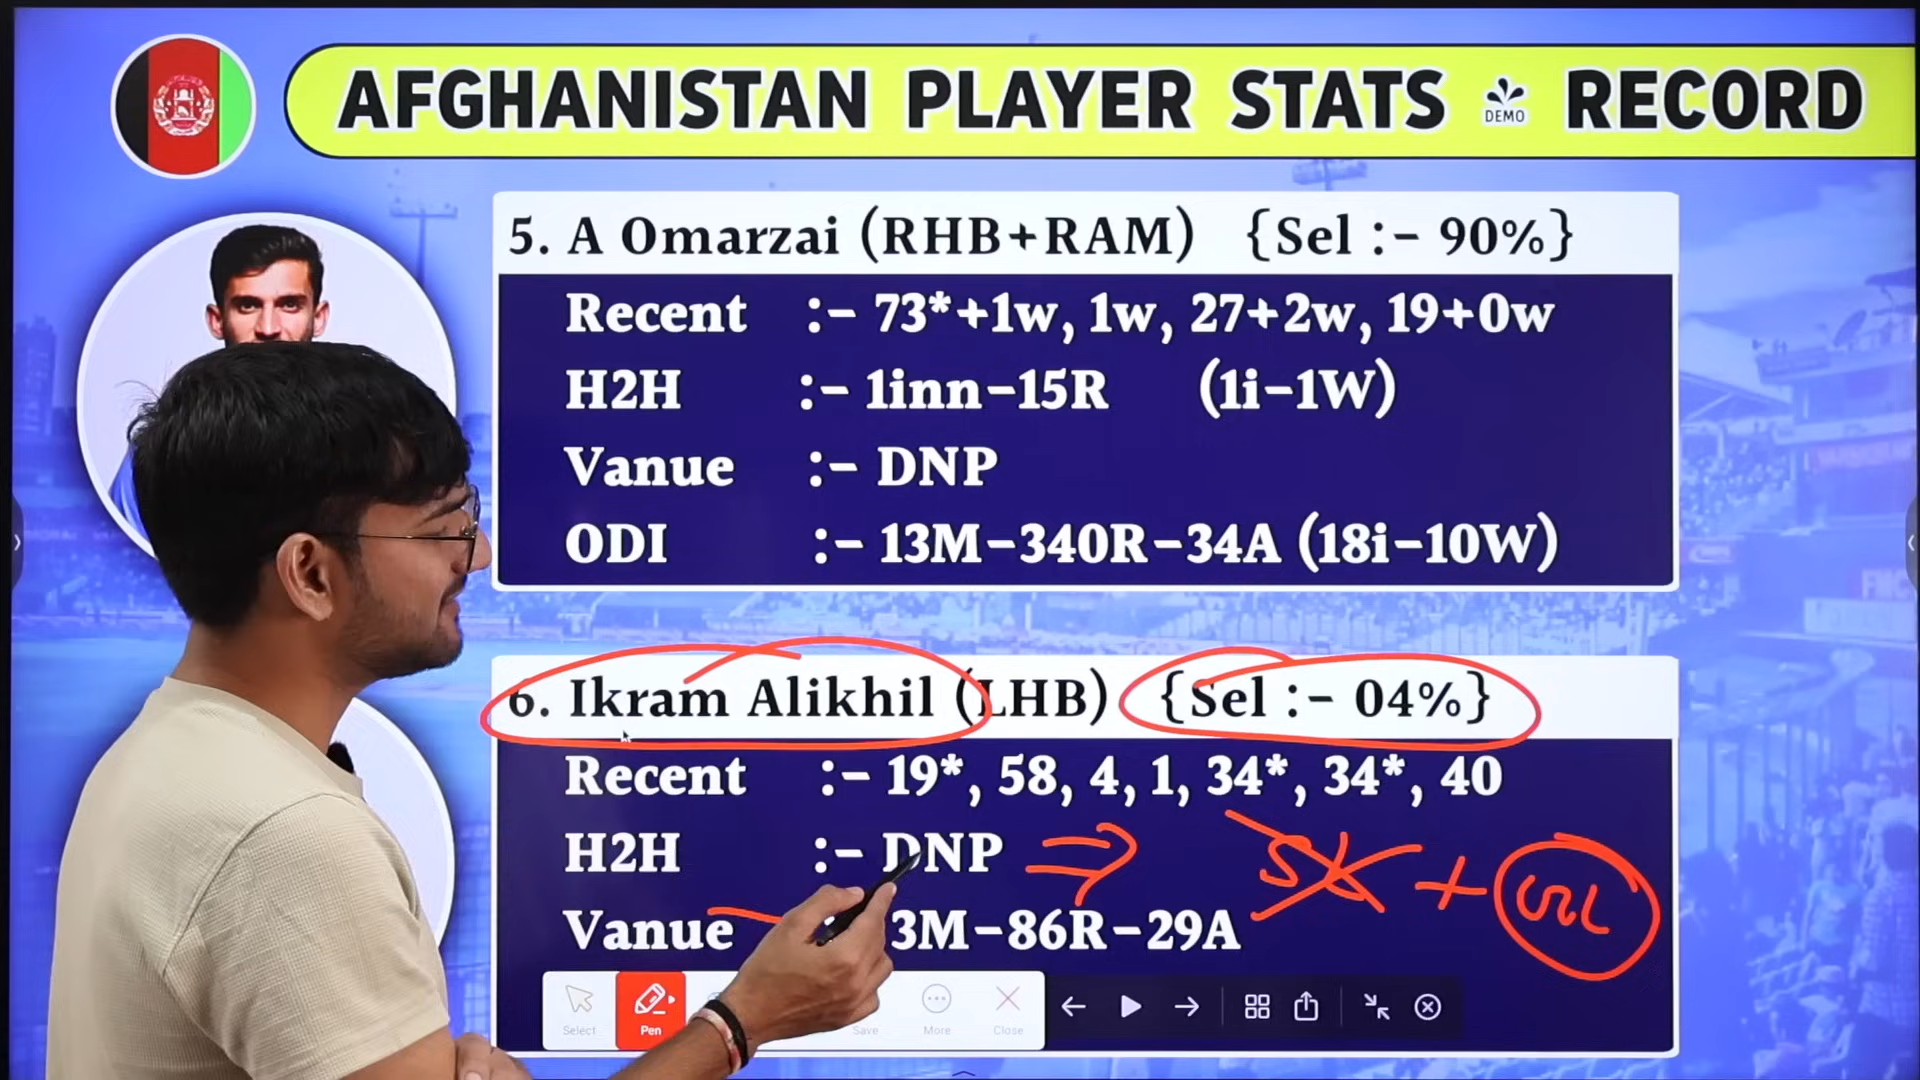 AFGHANISTAN PLAYER STATS & RECORD
DEMO
5. A Omarzai (RHB+RAM) {Sel :- 90%}
Recent :- 73*+1w, 1w, 27+2w, 19+0w
H2H :- 1inn-15R (1i-1W)
Vanue :- DNP
ODI :- 13M-340R-34A (18i-10W)
6. Ikram Alikhil (LHB) {Sel :- 04%}
Recent :- 19*, 58, 4, 1, 34*, 34*, 40
H2H :- DNP
Vanue 3M-86R-29A
Select Pen Save More Close